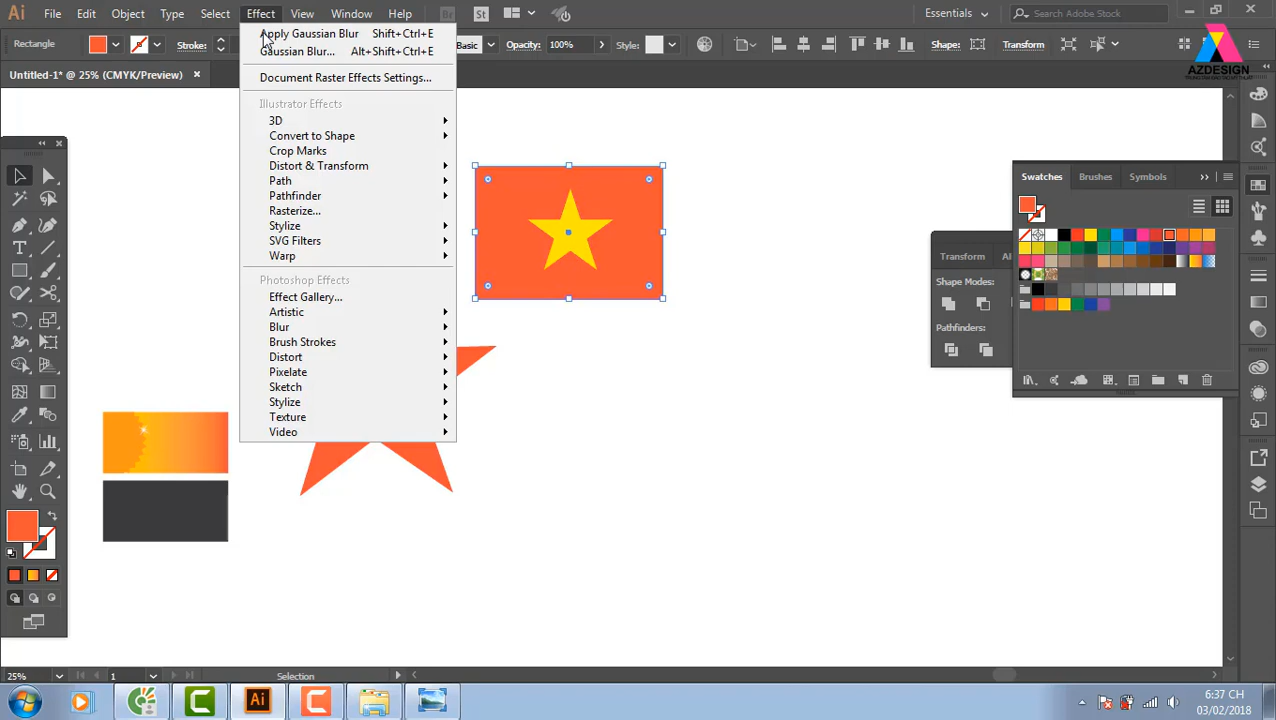 Ai File Edit Object Type Select Effect View Window Help Br St Essentials Search Adobe Stock
Rectangle Stroke: Basic Opacity: 100% Style: Shape: Transform
AZDESIGN
Untitled-1* @ 25% (CMYK/Preview)
Apply Gaussian Blur Shift+Ctrl+E
Gaussian Blur... Alt+Shift+Ctrl+E
Document Raster Effects Settings...
Illustrator Effects
3D
Convert to Shape
Crop Marks
Distort & Transform
Path
Pathfinder
Rasterize...
Stylize
SVG Filters
Warp
Photoshop Effects
Effect Gallery...
Artistic
Blur
Brush Strokes
Distort
Pixelate
Sketch
Stylize
Texture
Video
Swatches Brushes Symbols
Transform
Shape Modes:
Pathfinders:
25% 1 Selection
Ai
6:37 CH
03/02/2018